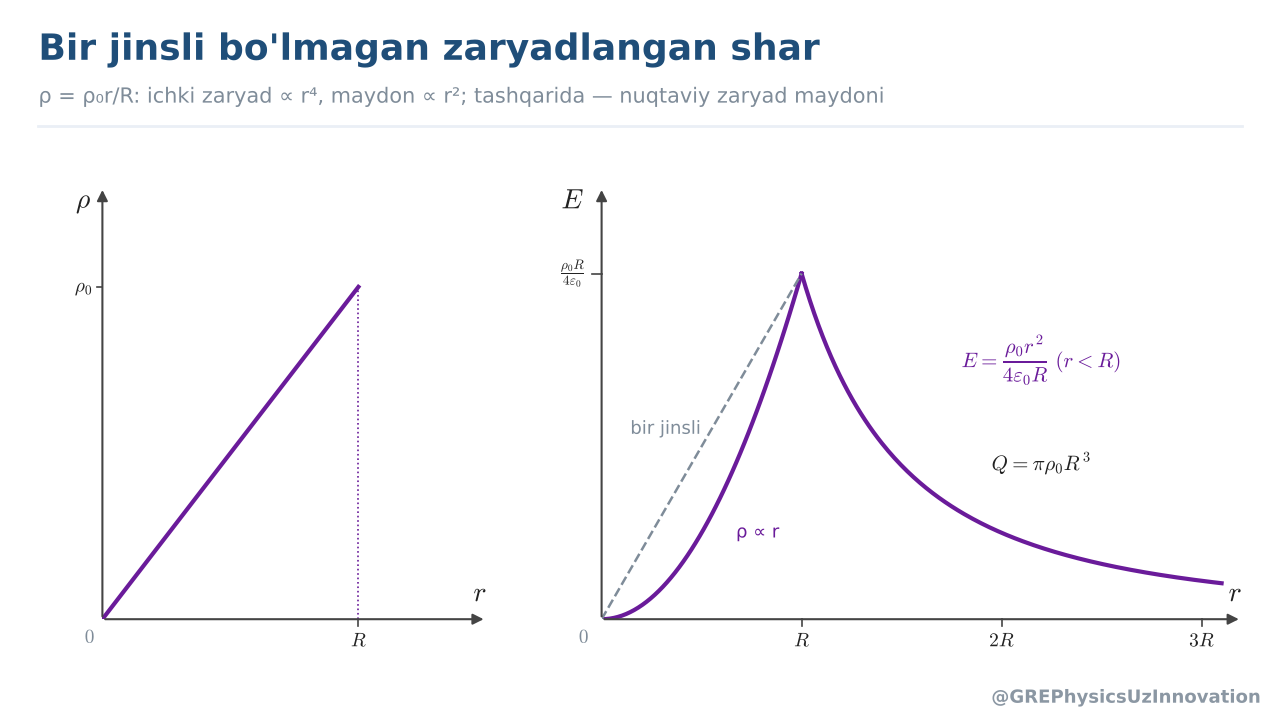 Bir jinsli bo'lmagan zaryadlangan shar
ρ = ρ₀r/R: ichki zaryad ∝ r⁴, maydon ∝ r²; tashqarida — nuqtaviy zaryad maydoni
ρ
ρ₀
0
R
r
E
ρ₀R/4ε₀
bir jinsli
ρ ∝ r
E = ρ₀r²/4ε₀R (r < R)
Q = πρ₀R³
r
0
R
2R
3R
@GREPhysicsUzInnovation